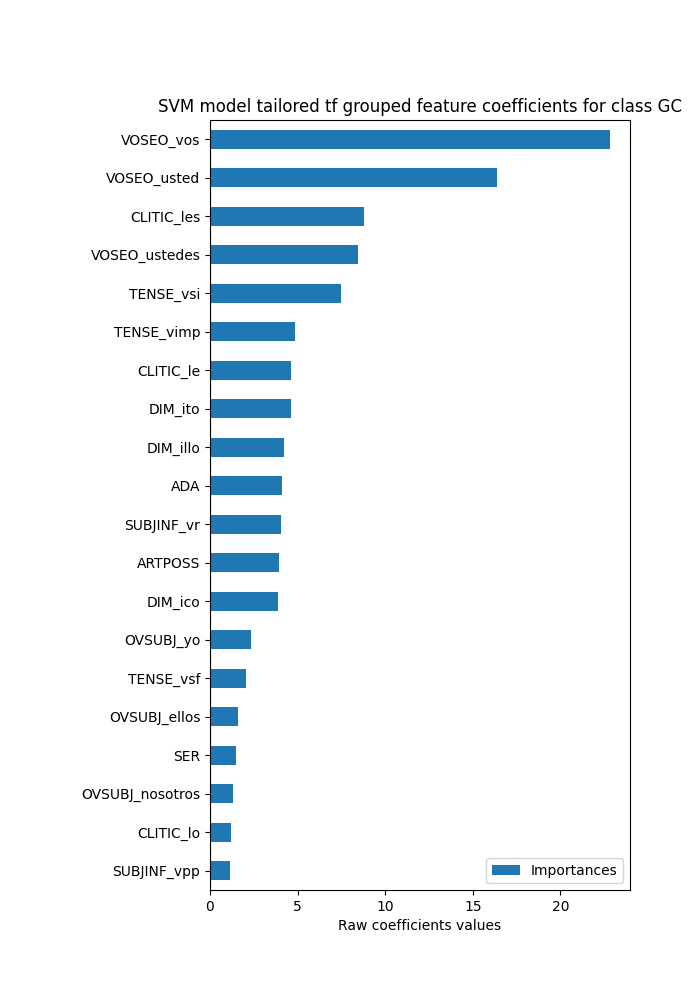 SVM model tailored tf grouped feature coefficients for class GC
VOSEO_vos
VOSEO_usted
CLITIC_les
VOSEO_ustedes
TENSE_vsi
TENSE_vimp
CLITIC_le
DIM_ito
DIM_illo
ADA
SUBJINF_vr
ARTPOSS
DIM_ico
OVSUBJ_yo
TENSE_vsf
OVSUBJ_ellos
SER
OVSUBJ_nosotros
CLITIC_lo
SUBJINF_vpp
Importances
0 5 10 15 20
Raw coefficients values